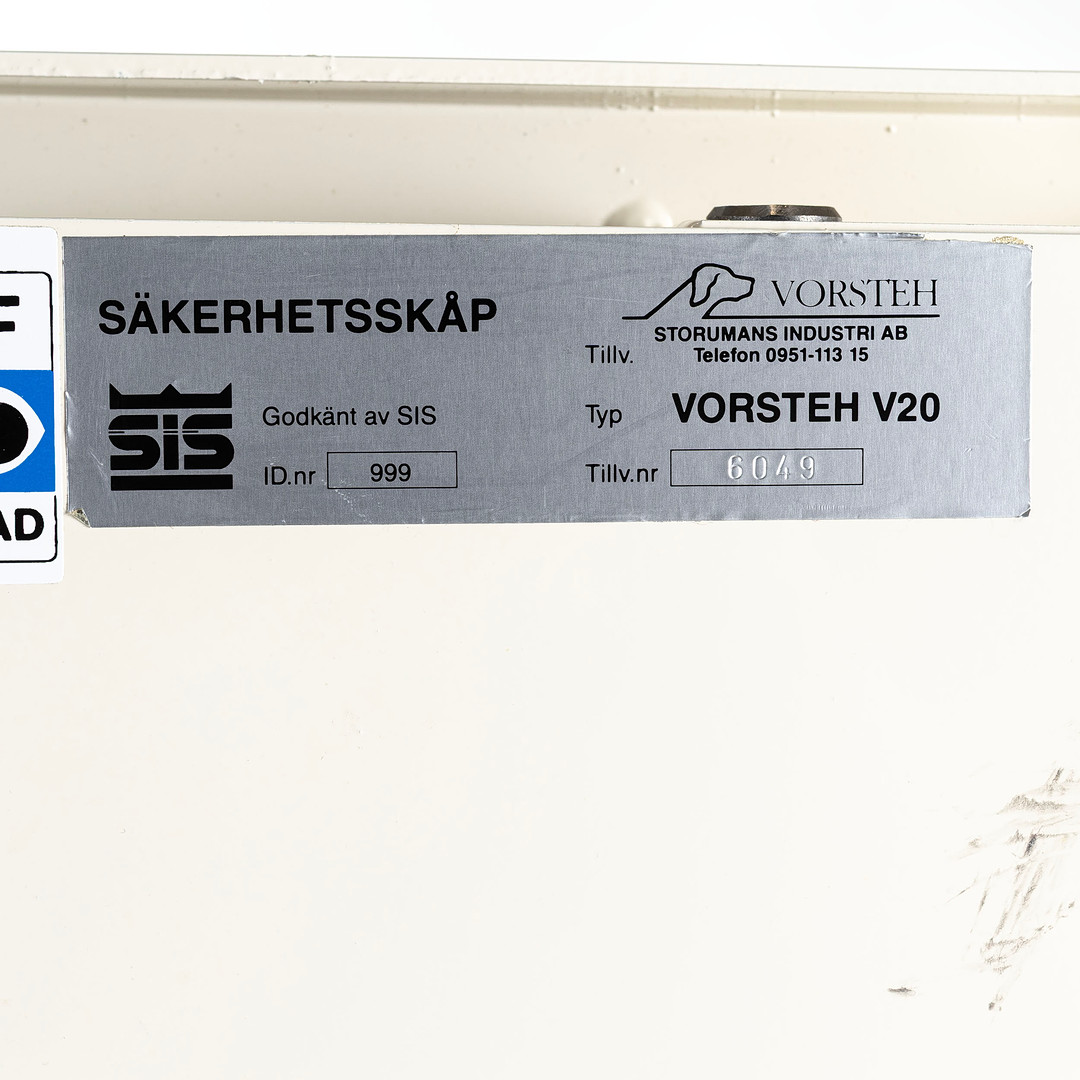 F
AD
SÄKERHETSSKÅP
SIS
Godkänt av SIS
ID.nr 999
VORSTEH
STORUMANS INDUSTRI AB
Tillv. Telefon 0951-113 15
Typ VORSTEH V20
Tillv.nr 6049